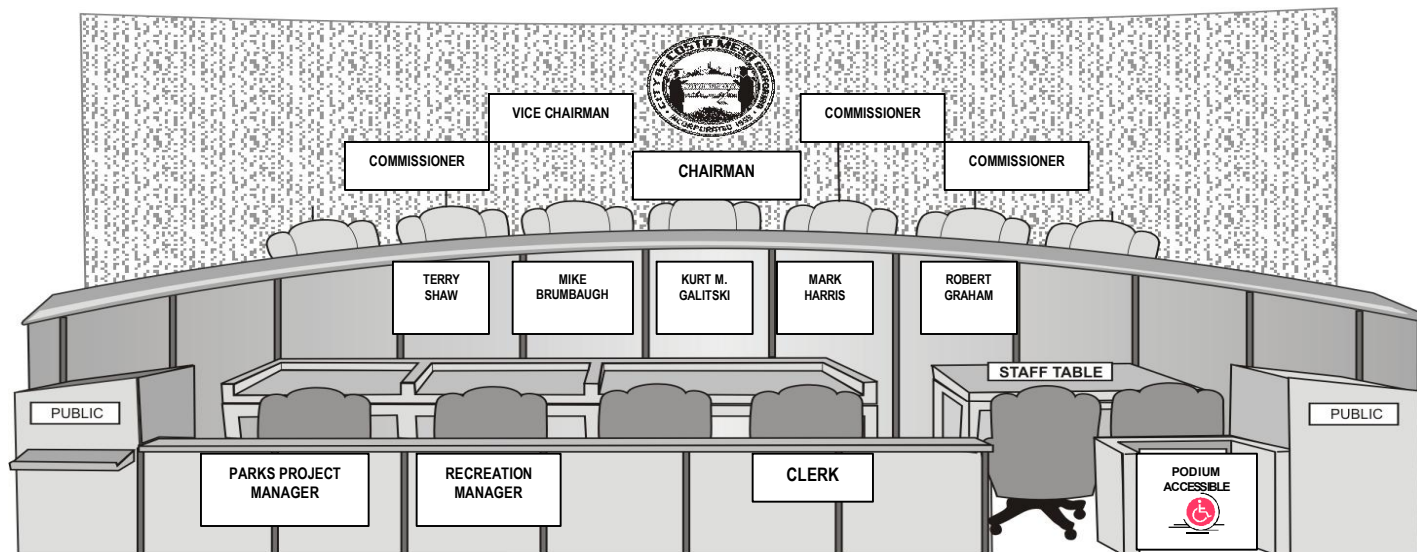 CITY OF COSTA MESA CALIFORNIA
INCORPORATED 1953
VICE CHAIRMAN
COMMISSIONER
COMMISSIONER
CHAIRMAN
COMMISSIONER
TERRY
SHAW
MIKE
BRUMBAUGH
KURT M.
GALITSKI
MARK
HARRIS
ROBERT
GRAHAM
STAFF TABLE
PUBLIC
PUBLIC
PARKS PROJECT
MANAGER
RECREATION
MANAGER
CLERK
PODIUM
ACCESSIBLE